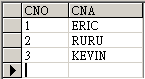 CNO CNA
1 ERIC
2 RURU
3 KEVIN